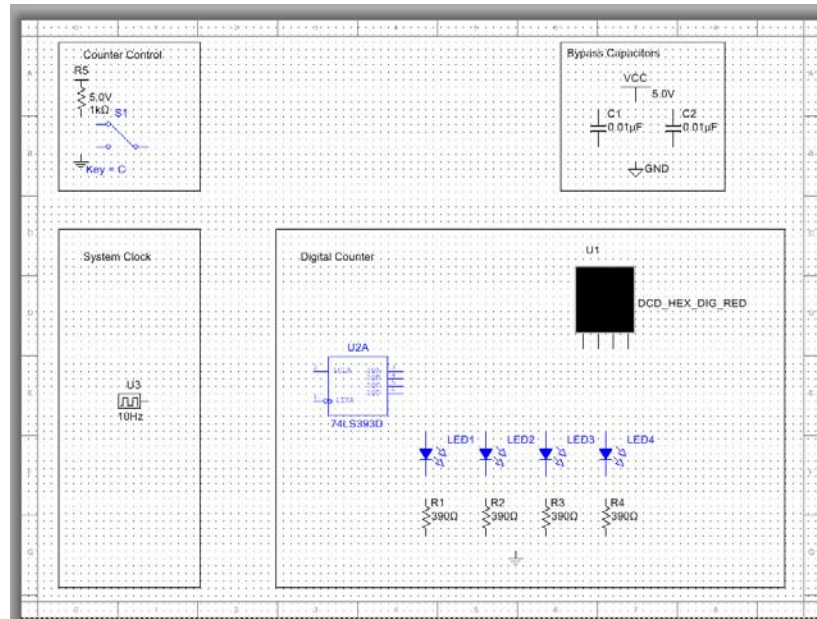 Counter Control
R5
5.0V
1kΩ
S1
Key = C
Bypass Capacitors
VCC
5.0V
C1
0.01µF
C2
0.01µF
GND
System Clock
U3
10Hz
Digital Counter
U1
DCD_HEX_DIG_RED
U2A
74LS393D
LED1
LED2
LED3
LED4
R1
390Ω
R2
390Ω
R3
390Ω
R4
390Ω